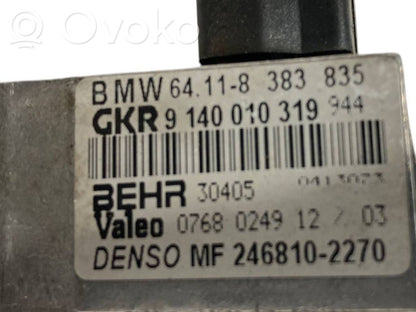 OVOKO
BMW 64.11-8 383 835
GKR 9 140 010 319 944
BEHR 30405 0413073
Valeo 0768 0249 12 / 03
DENSO MF 246810-2270